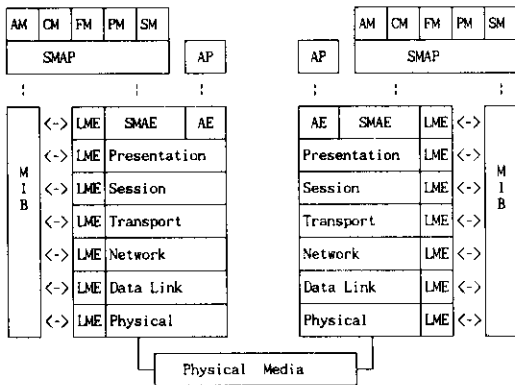 AM CM FM PM SM AM CM FM PM SM
SMAP AP AP SMAP
<-> LME SMAE AE AE SMAE LME <->
<-> LME Presentation Presentation LME <->
M <-> LME Session Session LME <-> M
I I
B <-> LME Transport Transport LME <-> B
<-> LME Network Network LME <->
<-> LME Data Link Data Link LME <->
<-> LME Physical Physical LME <->
Physical Media